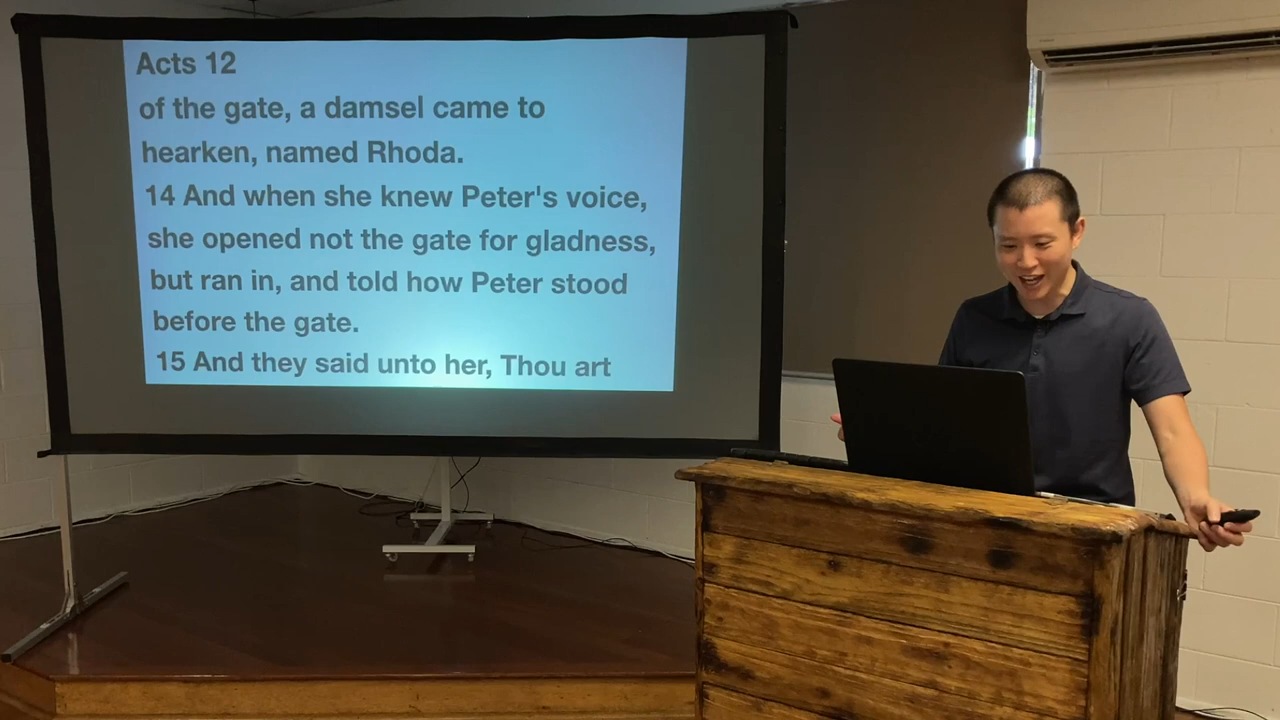 Acts 12
of the gate, a damsel came to
hearken, named Rhoda.
14 And when she knew Peter's voice,
she opened not the gate for gladness,
but ran in, and told how Peter stood
before the gate.
15 And they said unto her, Thou art